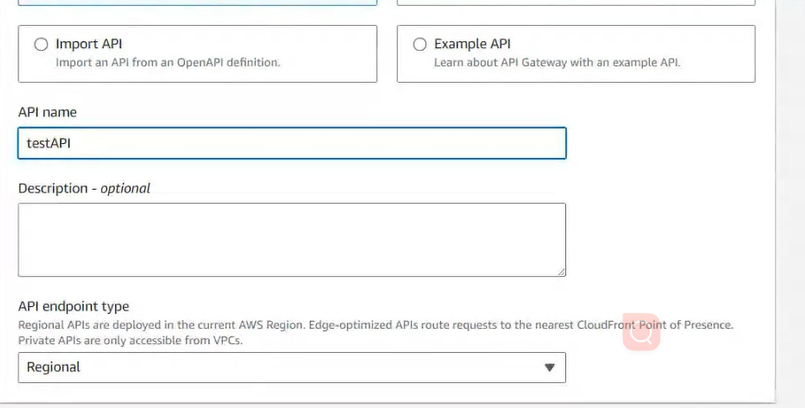 Import API
Import an API from an OpenAPI definition.
Example API
Learn about API Gateway with an example API.
API name
testAPI
Description - optional
API endpoint type
Regional APIs are deployed in the current AWS Region. Edge-optimized APIs route requests to the nearest CloudFront Point of Presence.
Private APIs are only accessible from VPCs.
Regional